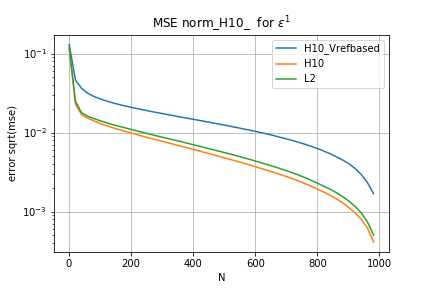 MSE norm_H10_ for ε¹
H10_Vrefbased
H10
L2
error sqrt(mse)
10⁻¹
10⁻²
10⁻³
0 200 400 600 800 1000
N